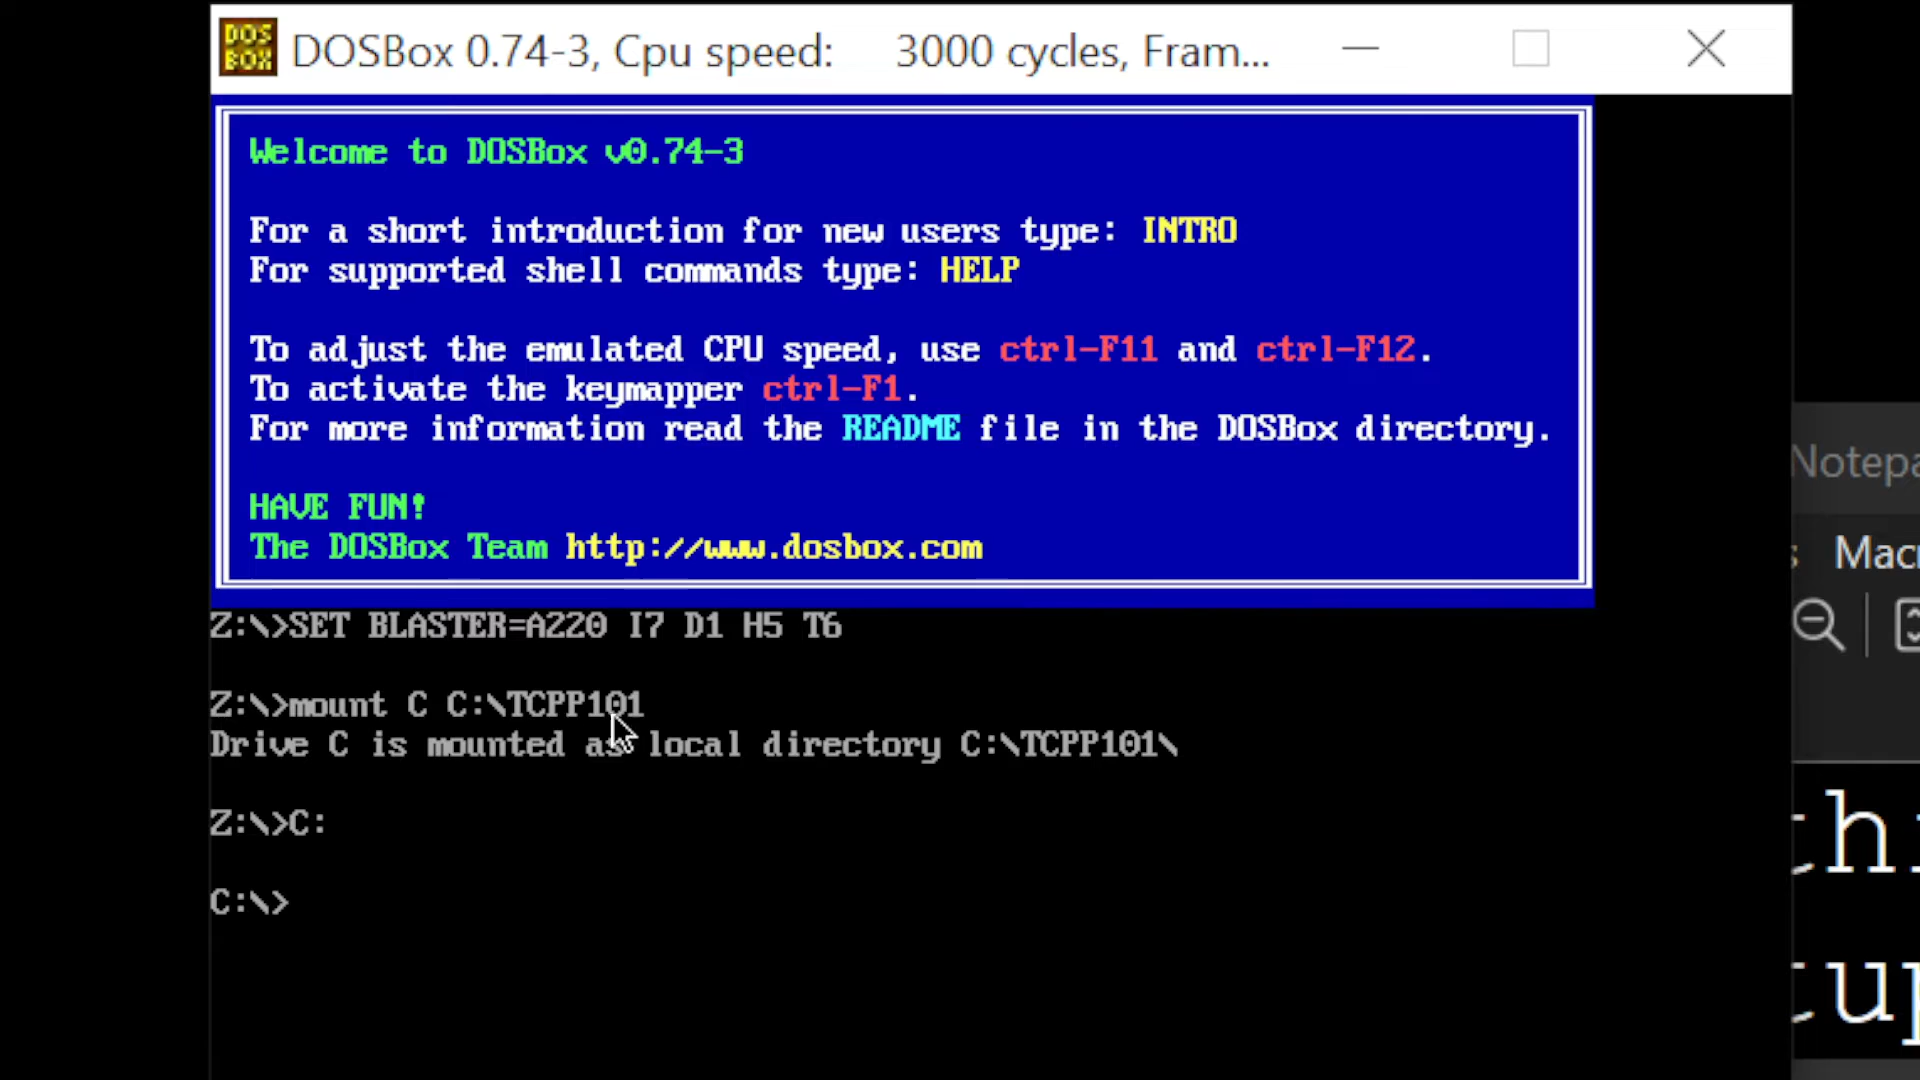 DOS
BOX
DOSBox 0.74-3, Cpu speed: 3000 cycles, Fram...
Welcome to DOSBox v0.74-3
For a short introduction for new users type: INTRO
For supported shell commands type: HELP
To adjust the emulated CPU speed, use ctrl-F11 and ctrl-F12.
To activate the keymapper ctrl-F1.
For more information read the README file in the DOSBox directory.
HAVE FUN!
The DOSBox Team http://www.dosbox.com
Z:\>SET BLASTER=A220 I7 D1 H5 T6
Z:\>mount C C:\TCPP101
Drive C is mounted as local directory C:\TCPP101\
Z:\>C:
C:\>